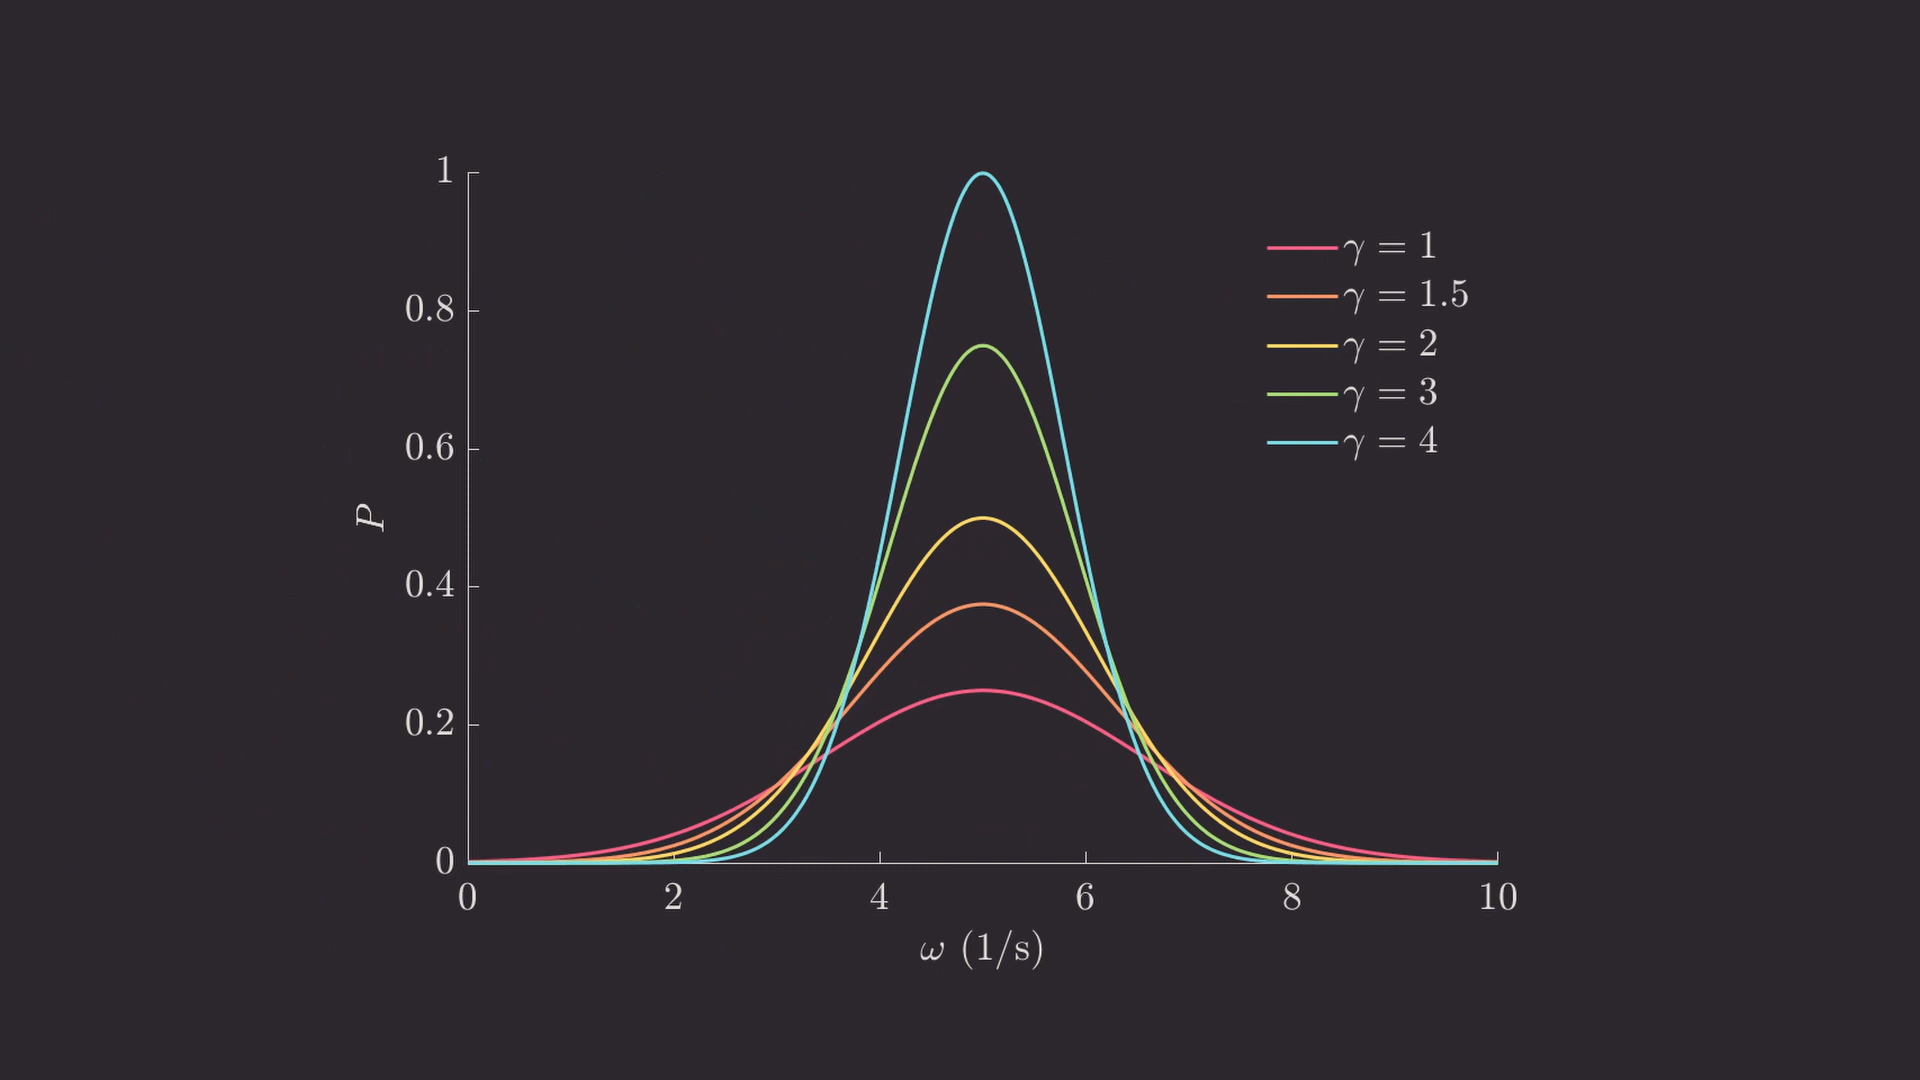 1
0.8
0.6
0.4
0.2
0
P
0 2 4 6 8 10
ω (1/s)
γ = 1
γ = 1.5
γ = 2
γ = 3
γ = 4